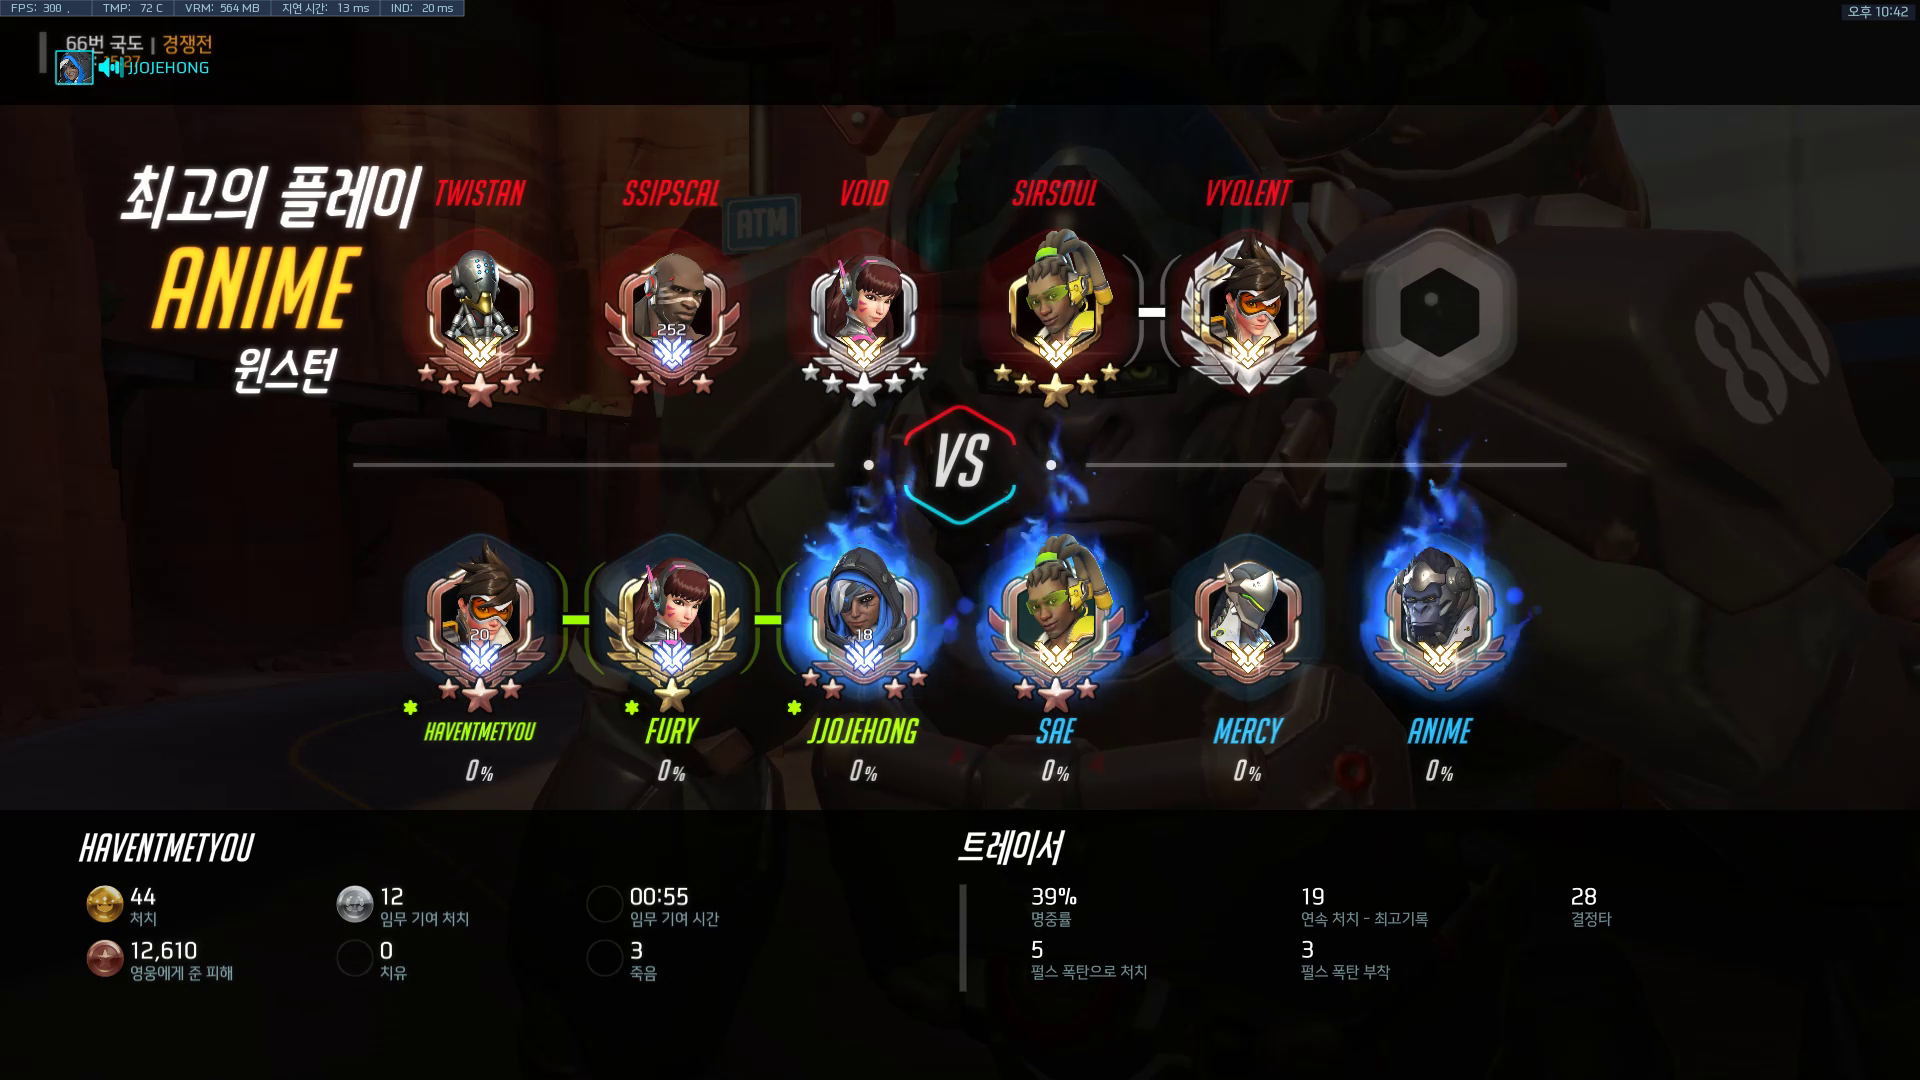 FPS: 300 , TMP: 72 C VRM: 564 MB 지연 시간: 13 ms IND: 20 ms
오후 10:42
66번 국도 | 경쟁전
JJOJEHONG
최고의 플레이
ANIME
윈스턴
TWISTAN SSIPSCAL VOID SIRSOUL VYOLENT
ATM
252
80
VS
20 11 18
HAVENTMETYOU FURY JJOJEHONG SAE MERCY ANIME
0% 0% 0% 0% 0% 0%
HAVENTMETYOU
44 12 00:55
처치 임무 기여 처치 임무 기여 시간
12,610 0 3
영웅에게 준 피해 치유 죽음
트레이서
39% 19 28
명중률 연속 처치 - 최고기록 결정타
5 3
펄스 폭탄으로 처치 펄스 폭탄 부착